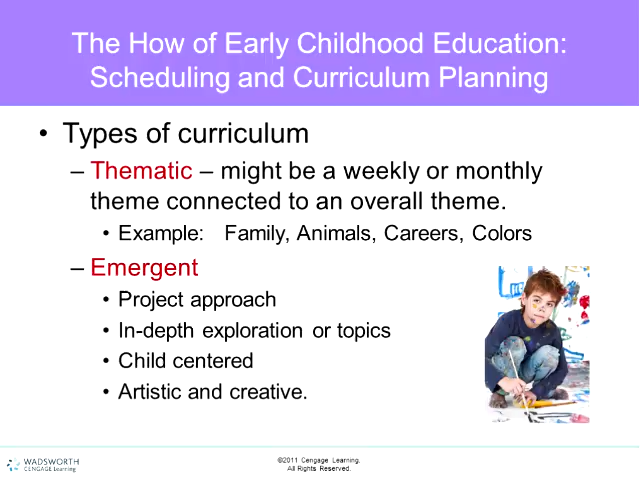 The How of Early Childhood Education:
Scheduling and Curriculum Planning
• Types of curriculum
– Thematic – might be a weekly or monthly
theme connected to an overall theme.
• Example: Family, Animals, Careers, Colors
– Emergent
• Project approach
• In-depth exploration or topics
• Child centered
• Artistic and creative.
WADSWORTH
CENGAGE Learning
©2011 Cengage Learning.
All Rights Reserved.